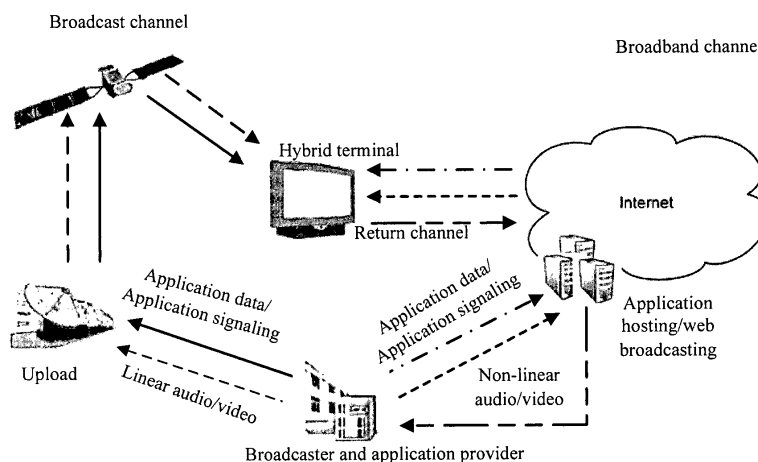 Broadcast channel
Broadband channel
Hybrid terminal
Internet
Return channel
Application data/
Application signaling
Application data/
Application signaling
Application
hosting/web
broadcasting
Upload
Linear audio/video
Non-linear
audio/video
Broadcaster and application provider